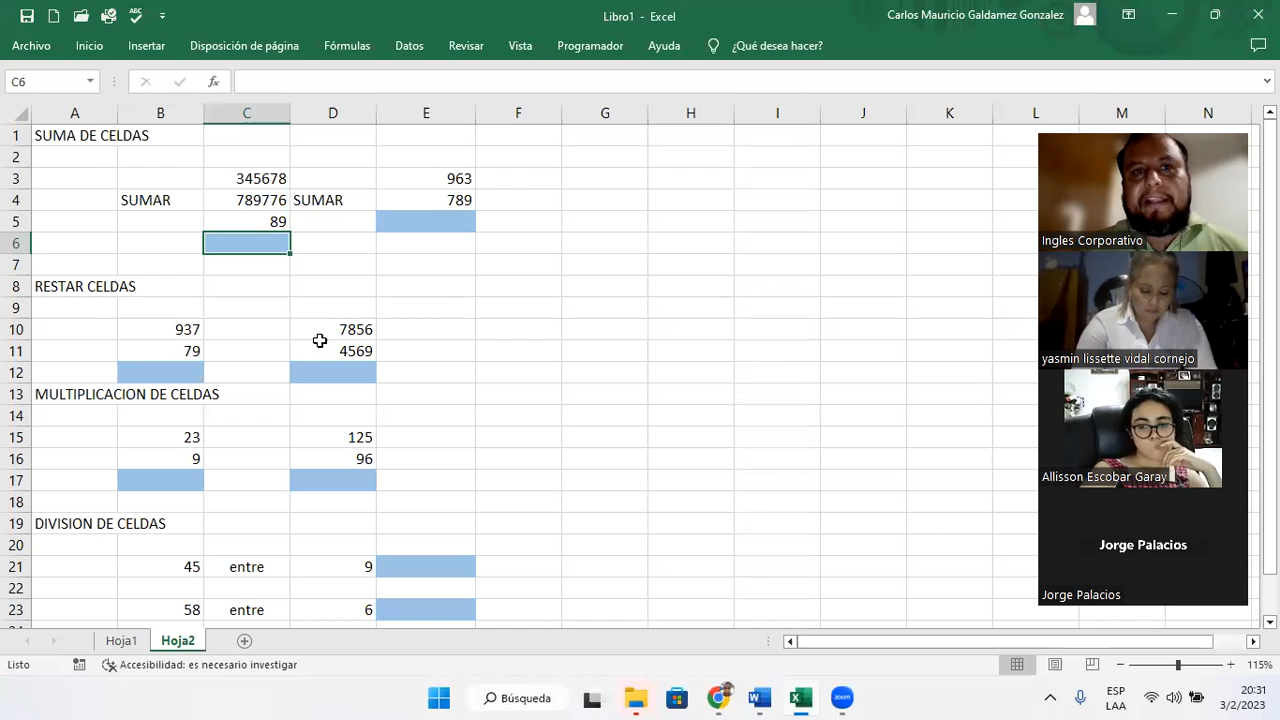 Libro1 - Excel
Carlos Mauricio Galdamez Gonzalez
Archivo Inicio Insertar Disposición de página Fórmulas Datos Revisar Vista Programador Ayuda ¿Qué desea hacer?
C6 fx
A B C D E F G H I J K L M N
1 SUMA DE CELDAS
2
3 345678 963
4 SUMAR 789776 SUMAR 789
5 89
6
7
8 RESTAR CELDAS
9
10 937 7856
11 79 4569
12
13 MULTIPLICACION DE CELDAS
14
15 23 125
16 9 96
17
18
19 DIVISION DE CELDAS
20
21 45 entre 9
22
23 58 entre 6
Ingles Corporativo
yasmin lissette vidal cornejo
Allisson Escobar Garay
Jorge Palacios
Jorge Palacios
Hoja1 Hoja2
Listo Accesibilidad: es necesario investigar 115%
Búsqueda
zoom
ESP
LAA
20:31
3/2/2023